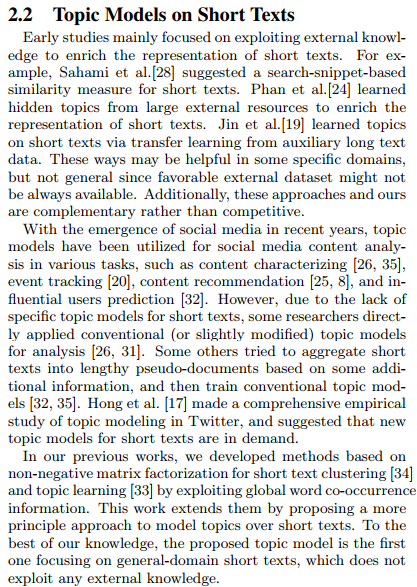 2.2 Topic Models on Short Texts
Early studies mainly focused on exploiting external knowl-
edge to enrich the representation of short texts. For ex-
ample, Sahami et al.[28] suggested a search-snippet-based
similarity measure for short texts. Phan et al.[24] learned
hidden topics from large external resources to enrich the
representation of short texts. Jin et al.[19] learned topics
on short texts via transfer learning from auxiliary long text
data. These ways may be helpful in some specific domains,
but not general since favorable external dataset might not
be always available. Additionally, these approaches and ours
are complementary rather than competitive.
With the emergence of social media in recent years, topic
models have been utilized for social media content analy-
sis in various tasks, such as content characterizing [26, 35],
event tracking [20], content recommendation [25, 8], and in-
fluential users prediction [32]. However, due to the lack of
specific topic models for short texts, some researchers direct-
ly applied conventional (or slightly modified) topic models
for analysis [26, 31]. Some others tried to aggregate short
texts into lengthy pseudo-documents based on some addi-
tional information, and then train conventional topic mod-
els [32, 35]. Hong et al. [17] made a comprehensive empirical
study of topic modeling in Twitter, and suggested that new
topic models for short texts are in demand.
In our previous works, we developed methods based on
non-negative matrix factorization for short text clustering [34]
and topic learning [33] by exploiting global word co-occurrence
information. This work extends them by proposing a more
principle approach to model topics over short texts. To the
best of our knowledge, the proposed topic model is the first
one focusing on general-domain short texts, which does not
exploit any external knowledge.